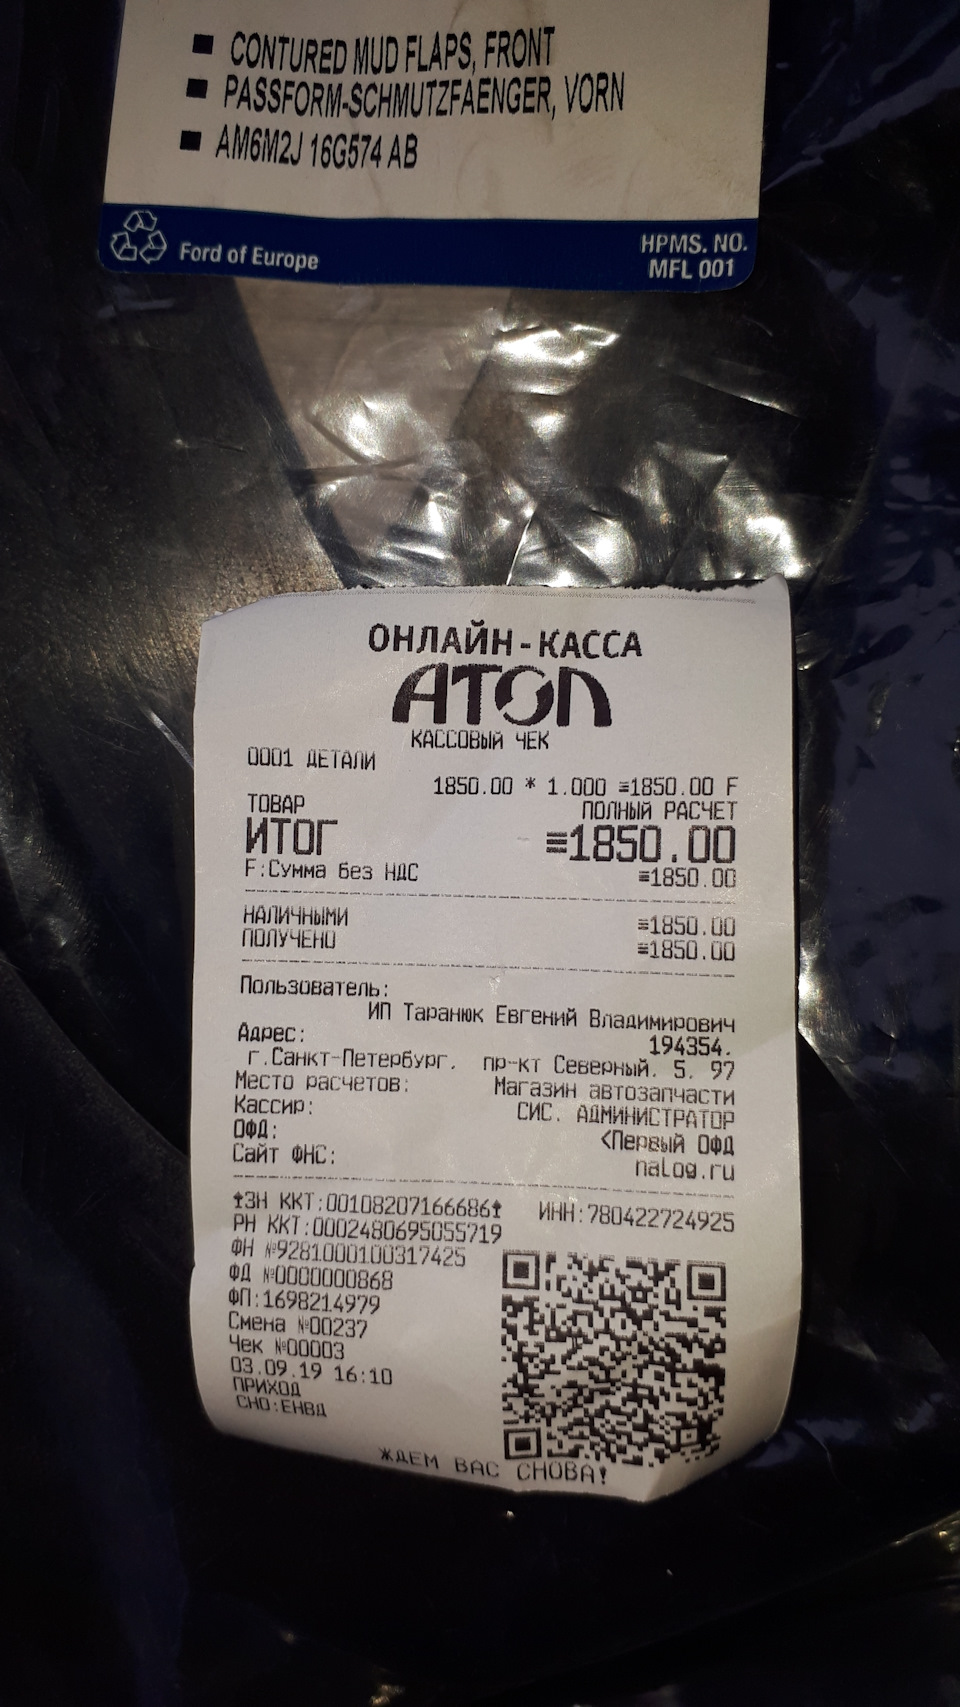 CONTURED MUD FLAPS, FRONT
PASSFORM-SCHMUTZFAENGER, VORN
AM6M2J 16G574 AB
Ford of Europe
HPMS. NO.
MFL 001
ОНЛАЙН-КАССА
АТОЛ
КАССОВЫЙ ЧЕК
0001 ДЕТАЛИ
1850.00 * 1.000 ≡1850.00 F
ТОВАР ПОЛНЫЙ РАСЧЕТ
ИТОГ ≡1850.00
F:Сумма без НДС ≡1850.00
НАЛИЧНЫМИ ≡1850.00
ПОЛУЧЕНО ≡1850.00
Пользователь:
ИП Таранюк Евгений Владимирович
Адрес: 194354.
г.Санкт-Петербург, пр-кт Северный. 5. 97
Место расчетов: Магазин автозапчасти
Кассир: СИС. АДМИНИСТРАТОР
ОФД: <Первый ОФД
Сайт ФНС: nalog.ru
ЗН ККТ:00108207166686 ИНН:780422724925
РН ККТ:0002480695055719
ФН №9281000100317425
ФД №0000000868
ФП:1698214979
Смена №00237
Чек №00003
03.09.19 16:10
ПРИХОД
СНО:ЕНВД
ЖДЕМ ВАС СНОВА!